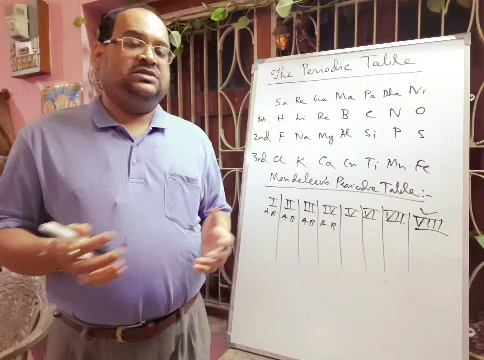 The Periodic Table
Sa Re Ga Ma Pa Dha Ni
1st H Li Be B C N O
2nd F Na Mg Al Si P S
3rd Cl K Ca Cr Ti Mn Fe
Mendeleev's Periodic Table:-
I II III IV V VI VII VIII
A B A B A B A B